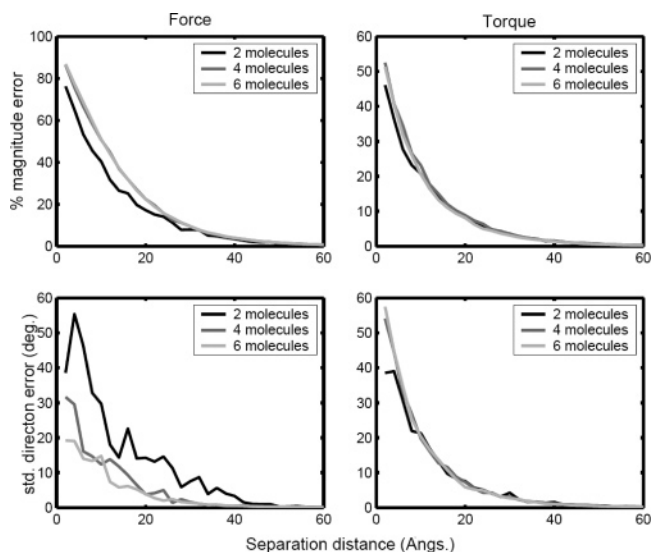 Force
Torque
% magnitude error
100
80
60
40
20
0
2 molecules
4 molecules
6 molecules
0 20 40 60
60
50
40
30
20
10
0
2 molecules
4 molecules
6 molecules
0 20 40 60
std. directon error (deg.)
60
50
40
30
20
10
0
2 molecules
4 molecules
6 molecules
0 20 40 60
60
50
40
30
20
10
0
2 molecules
4 molecules
6 molecules
0 20 40 60
Separation distance (Angs.)